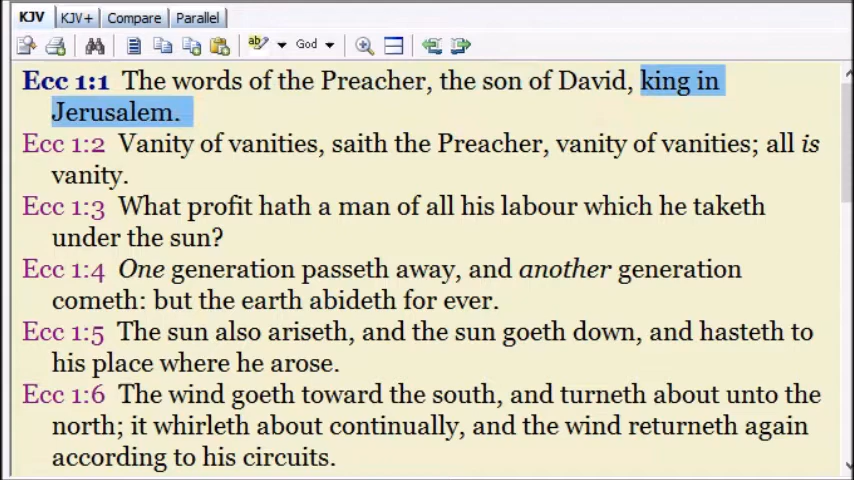 KJV KJV+ Compare Parallel
ab God
Ecc 1:1 The words of the Preacher, the son of David, king in
Jerusalem.
Ecc 1:2 Vanity of vanities, saith the Preacher, vanity of vanities; all is
vanity.
Ecc 1:3 What profit hath a man of all his labour which he taketh
under the sun?
Ecc 1:4 One generation passeth away, and another generation
cometh: but the earth abideth for ever.
Ecc 1:5 The sun also ariseth, and the sun goeth down, and hasteth to
his place where he arose.
Ecc 1:6 The wind goeth toward the south, and turneth about unto the
north; it whirleth about continually, and the wind returneth again
according to his circuits.